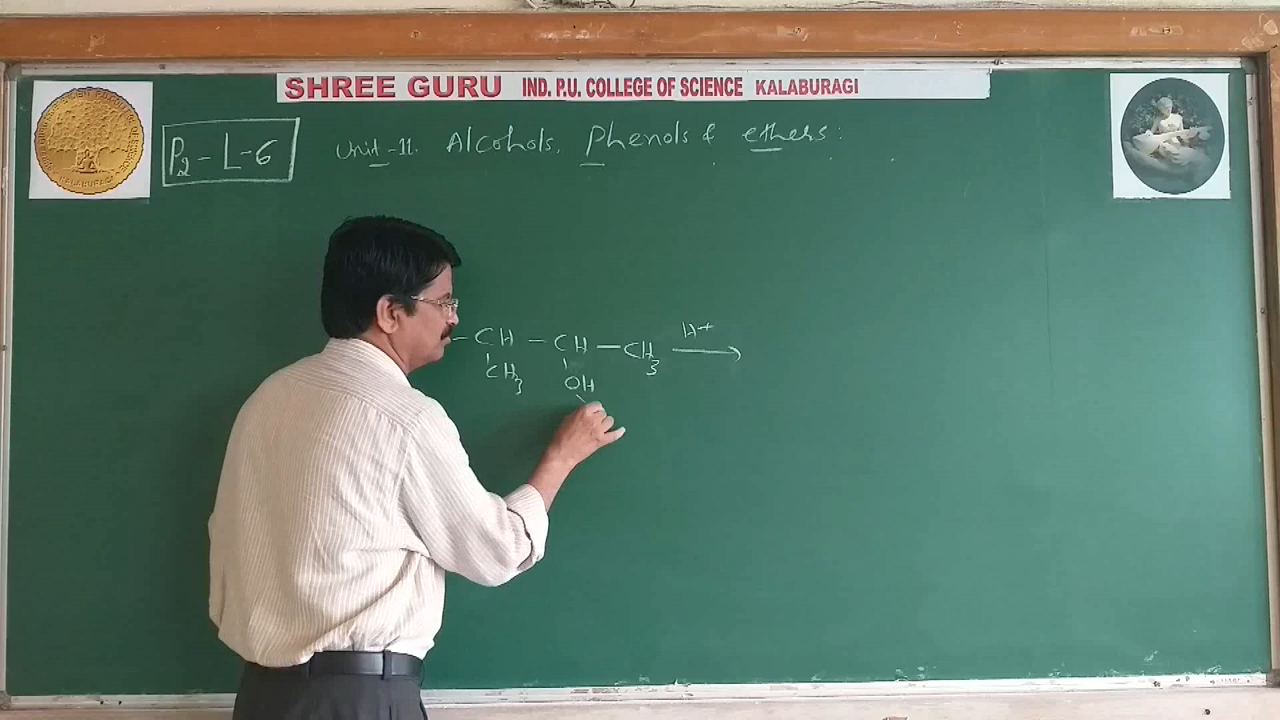 SHREE GURU IND. P.U. COLLEGE OF SCIENCE KALABURAGI
P2 - L - 6
Unit - 11. Alcohols, Phenols & ethers:
- CH - CH - CH3 H+ →
CH3 OH
KALABURAGI